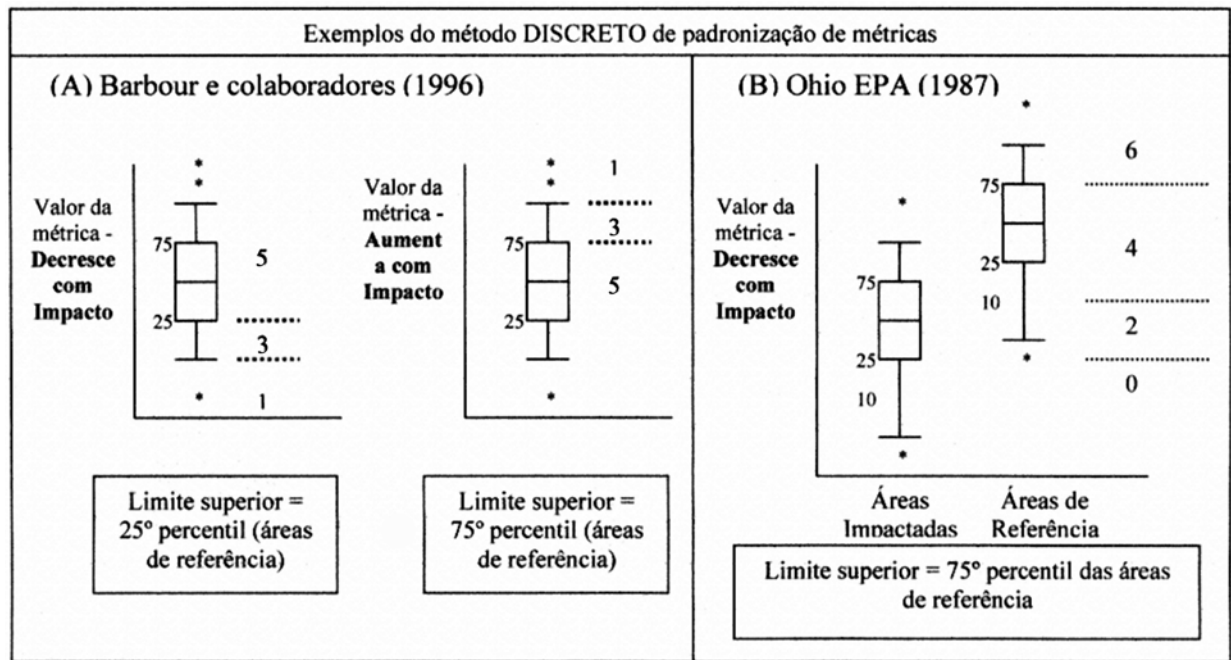 Exemplos do método DISCRETO de padronização de métricas
(A) Barbour e colaboradores (1996)
Valor da
métrica -
Decresce
com
Impacto
75
25
5
3
1
Limite superior =
25º percentil (áreas
de referência)
Valor da
métrica -
Aument
a com
Impacto
75
25
1
3
5
Limite superior =
75º percentil (áreas
de referência)
(B) Ohio EPA (1987)
Valor da
métrica -
Decresce
com
Impacto
75
25
10
75
25
10
6
4
2
0
Áreas
Impactadas
Áreas de
Referência
Limite superior = 75º percentil das áreas
de referência